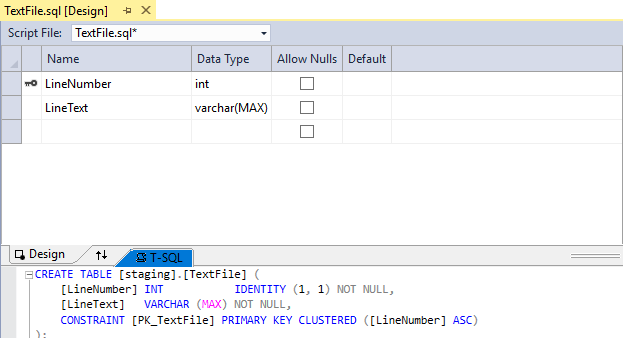 TextFile.sql [Design]
Script File: TextFile.sql*
Name Data Type Allow Nulls Default
LineNumber int
LineText varchar(MAX)
Design T-SQL
CREATE TABLE [staging].[TextFile] (
[LineNumber] INT IDENTITY (1, 1) NOT NULL,
[LineText] VARCHAR (MAX) NOT NULL,
CONSTRAINT [PK_TextFile] PRIMARY KEY CLUSTERED ([LineNumber] ASC)
);